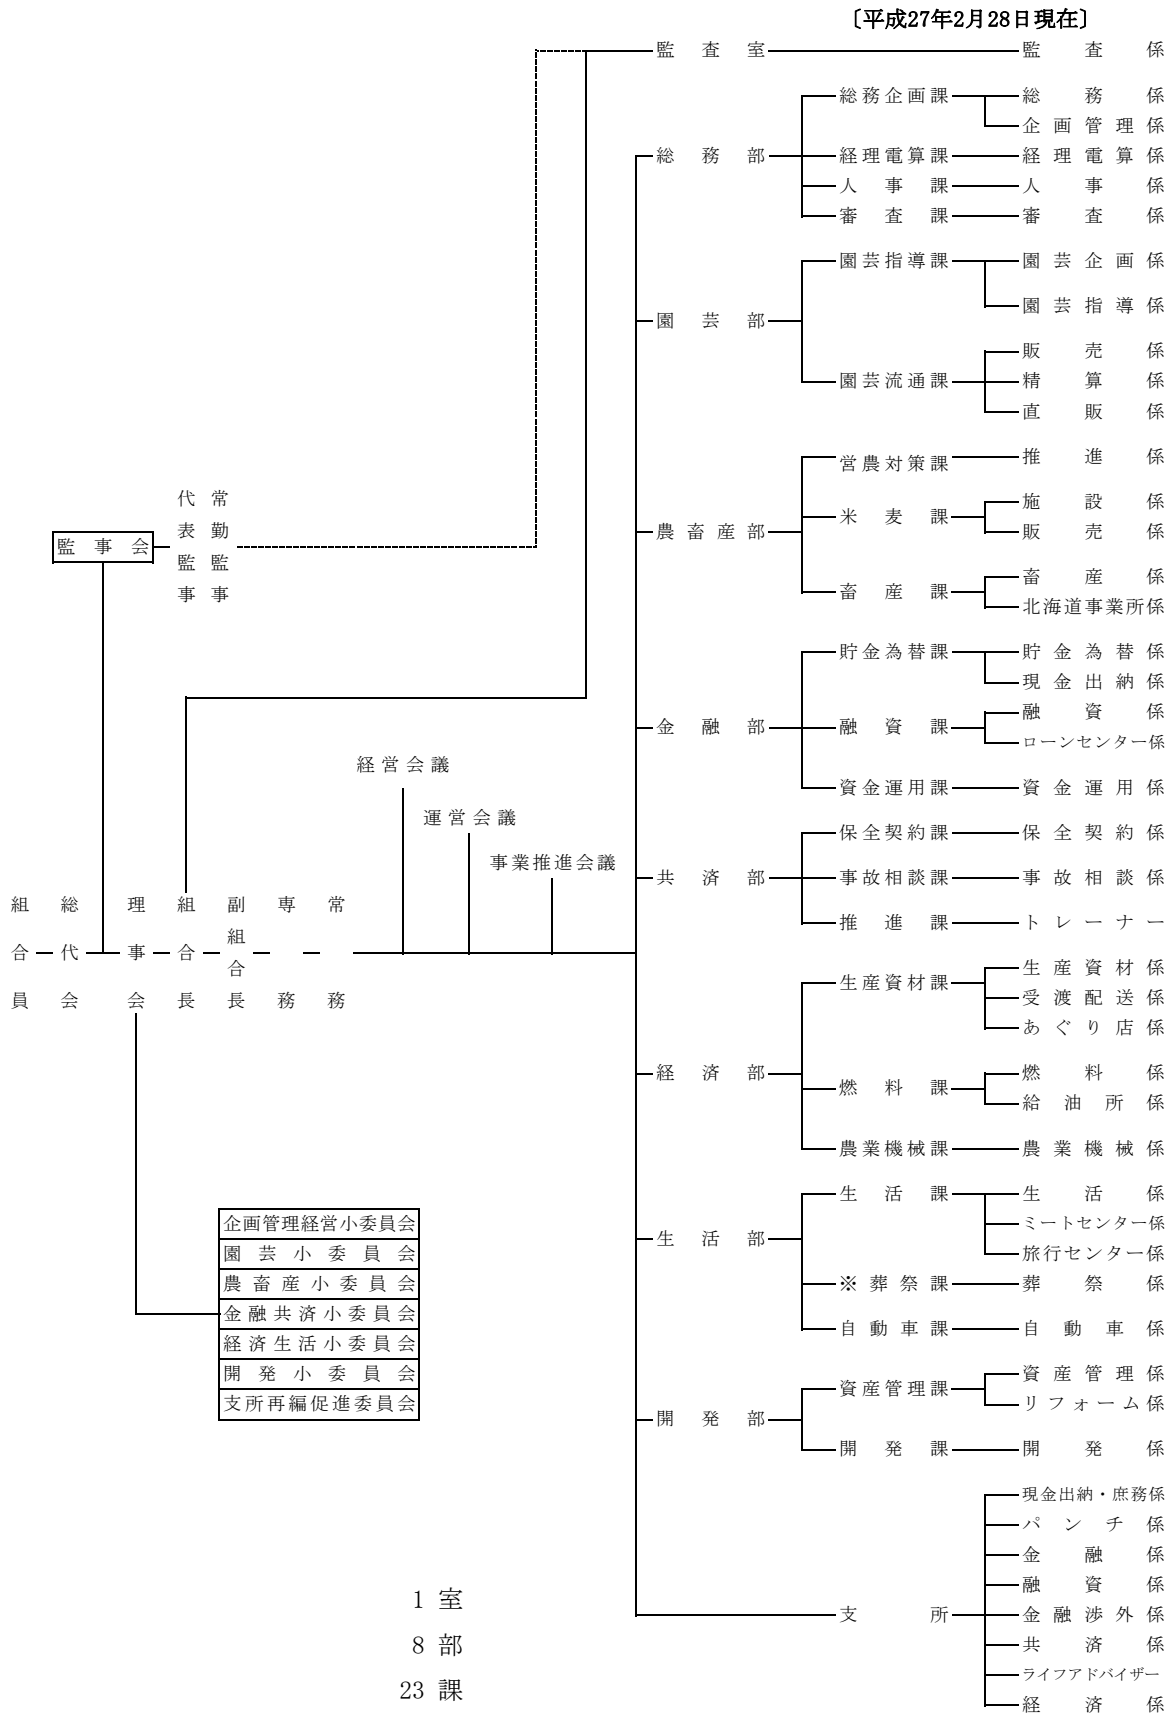 〔平成27年2月28日現在〕
監査室
監査係
総務部
総務企画課
総務係
企画管理係
経理電算課
経理電算係
人事課
人事係
審査課
審査係
園芸部
園芸指導課
園芸企画係
園芸指導係
園芸流通課
販売係
精算係
直販係
農畜産部
営農対策課
推進係
米麦課
施設係
販売係
畜産課
畜産係
北海道事業所係
金融部
貯金為替課
貯金為替係
現金出納係
融資課
融資係
ローンセンター係
資金運用課
資金運用係
共済部
保全契約課
保全契約係
事故相談課
事故相談係
推進課
トレーナー
経済部
生産資材課
生産資材係
受渡配送係
あぐり店係
燃料課
燃料係
給油所係
農業機械課
農業機械係
生活部
生活課
生活係
ミートセンター係
旅行センター係
※葬祭課
葬祭係
自動車課
自動車係
開発部
資産管理課
資産管理係
リフォーム係
開発課
開発係
支所
現金出納・庶務係
パンチ係
金融係
融資係
金融渉外係
共済係
ライフアドバイザー
経済係
監事会
代表監事
常勤監事
経営会議
運営会議
事業推進会議
組合員
総代会
理事会
組合長
副組合長
専務
常務
企画管理経営小委員会
園芸小委員会
農畜産小委員会
金融共済小委員会
経済生活小委員会
開発小委員会
支所再編促進委員会
1 室
8 部
23 課